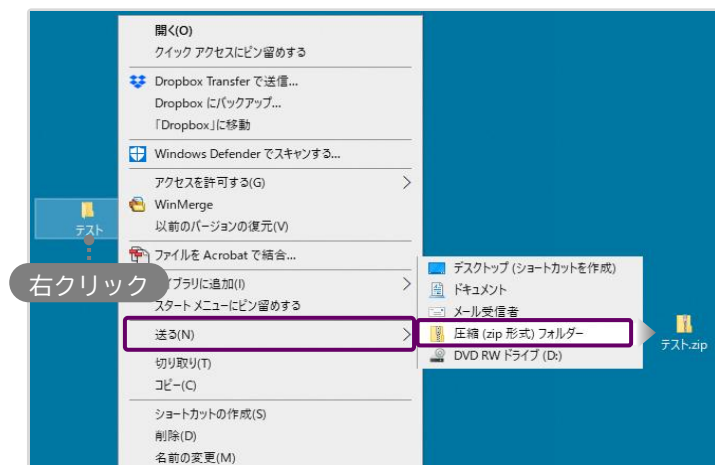 開く(O)
クイック アクセスにピン留めする
Dropbox Transfer で送信...
Dropbox にバックアップ...
「Dropbox」に移動
Windows Defender でスキャンする...
アクセスを許可する(G)
WinMerge
以前のバージョンの復元(V)
テスト
ファイルを Acrobat で結合...
右クリック
イブラリに追加(I)
スタート メニューにピン留めする
送る(N)
切り取り(T)
コピー(C)
ショートカットの作成(S)
削除(D)
名前の変更(M)
デスクトップ (ショートカットを作成)
ドキュメント
メール受信者
圧縮 (zip 形式) フォルダー
DVD RW ドライブ (D:)
テスト.zip